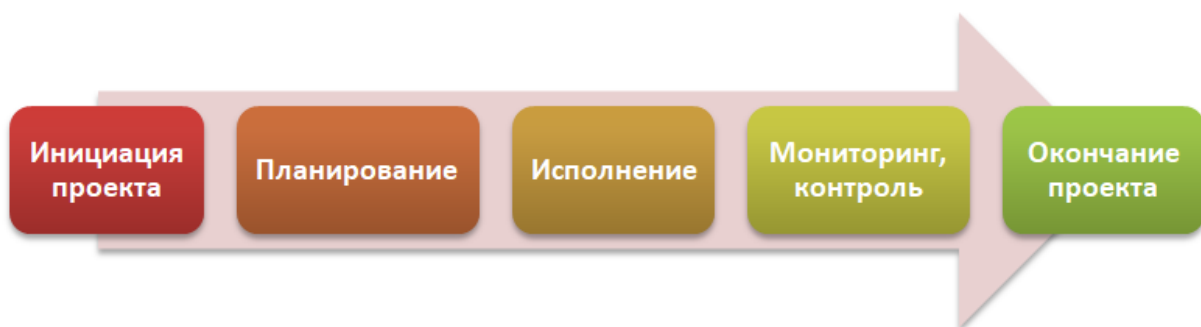 Инициация
проекта
Планирование
Исполнение
Мониторинг,
контроль
Окончание
проекта